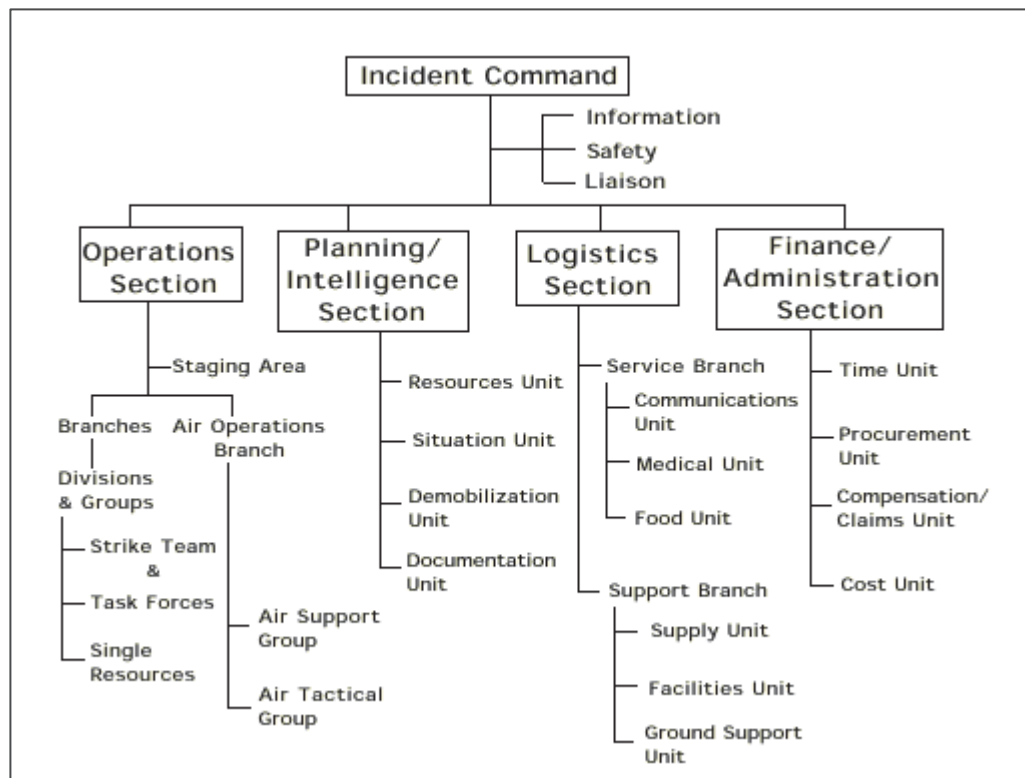 Incident Command
Information
Safety
Liaison
Operations
Section
Planning/
Intelligence
Section
Logistics
Section
Finance/
Administration
Section
Staging Area
Branches
Air Operations
Branch
Divisions
& Groups
Strike Team
&
Task Forces
Single
Resources
Air Support
Group
Air Tactical
Group
Resources Unit
Situation Unit
Demobilization
Unit
Documentation
Unit
Service Branch
Communications
Unit
Medical Unit
Food Unit
Support Branch
Supply Unit
Facilities Unit
Ground Support
Unit
Time Unit
Procurement
Unit
Compensation/
Claims Unit
Cost Unit